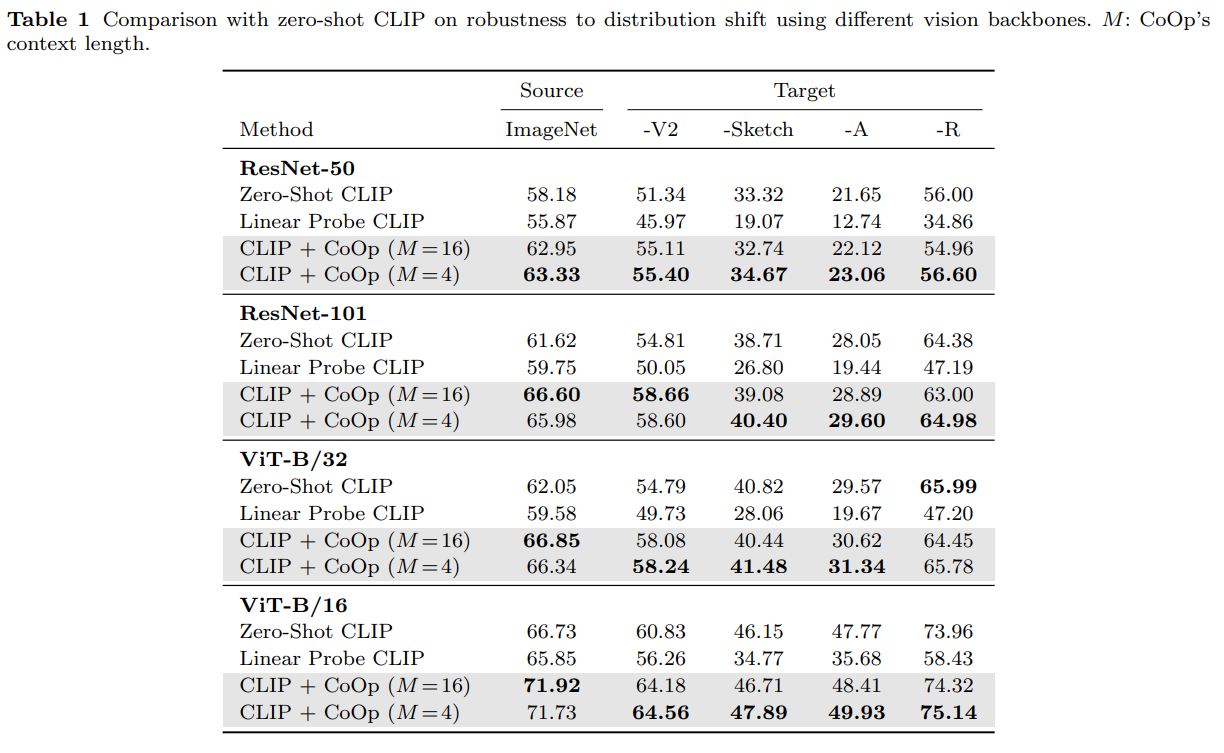 Table 1 Comparison with zero-shot CLIP on robustness to distribution shift using different vision backbones. M: CoOp's
context length.
Source Target
Method ImageNet -V2 -Sketch -A -R
ResNet-50
Zero-Shot CLIP 58.18 51.34 33.32 21.65 56.00
Linear Probe CLIP 55.87 45.97 19.07 12.74 34.86
CLIP + CoOp (M=16) 62.95 55.11 32.74 22.12 54.96
CLIP + CoOp (M=4) 63.33 55.40 34.67 23.06 56.60
ResNet-101
Zero-Shot CLIP 61.62 54.81 38.71 28.05 64.38
Linear Probe CLIP 59.75 50.05 26.80 19.44 47.19
CLIP + CoOp (M=16) 66.60 58.66 39.08 28.89 63.00
CLIP + CoOp (M=4) 65.98 58.60 40.40 29.60 64.98
ViT-B/32
Zero-Shot CLIP 62.05 54.79 40.82 29.57 65.99
Linear Probe CLIP 59.58 49.73 28.06 19.67 47.20
CLIP + CoOp (M=16) 66.85 58.08 40.44 30.62 64.45
CLIP + CoOp (M=4) 66.34 58.24 41.48 31.34 65.78
ViT-B/16
Zero-Shot CLIP 66.73 60.83 46.15 47.77 73.96
Linear Probe CLIP 65.85 56.26 34.77 35.68 58.43
CLIP + CoOp (M=16) 71.92 64.18 46.71 48.41 74.32
CLIP + CoOp (M=4) 71.73 64.56 47.89 49.93 75.14